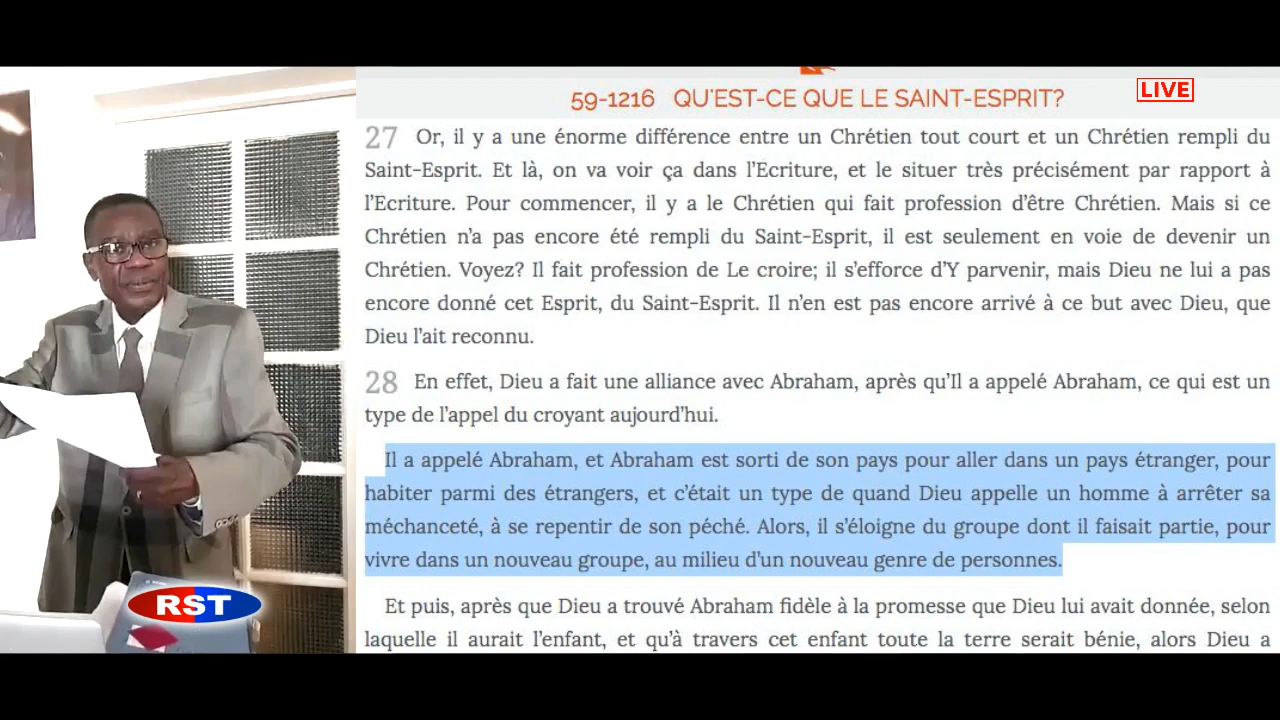 LIVE
59-1216 QU'EST-CE QUE LE SAINT-ESPRIT?
27 Or, il y a une énorme différence entre un Chrétien tout court et un Chrétien rempli du
Saint-Esprit. Et là, on va voir ça dans l'Ecriture, et le situer très précisément par rapport à
l'Ecriture. Pour commencer, il y a le Chrétien qui fait profession d'être Chrétien. Mais si ce
Chrétien n'a pas encore été rempli du Saint-Esprit, il est seulement en voie de devenir un
Chrétien. Voyez? Il fait profession de Le croire; il s'efforce d'Y parvenir, mais Dieu ne lui a pas
encore donné cet Esprit, du Saint-Esprit. Il n'en est pas encore arrivé à ce but avec Dieu, que
Dieu l'ait reconnu.
28 En effet, Dieu a fait une alliance avec Abraham, après qu'Il a appelé Abraham, ce qui est un
type de l'appel du croyant aujourd'hui.
Il a appelé Abraham, et Abraham est sorti de son pays pour aller dans un pays étranger, pour
habiter parmi des étrangers, et c'était un type de quand Dieu appelle un homme à arrêter sa
méchanceté, à se repentir de son péché. Alors, il s'éloigne du groupe dont il faisait partie, pour
vivre dans un nouveau groupe, au milieu d'un nouveau genre de personnes.
Et puis, après que Dieu a trouvé Abraham fidèle à la promesse que Dieu lui avait donnée, selon
laquelle il aurait l'enfant, et qu'à travers cet enfant toute la terre serait bénie, alors Dieu a
RST